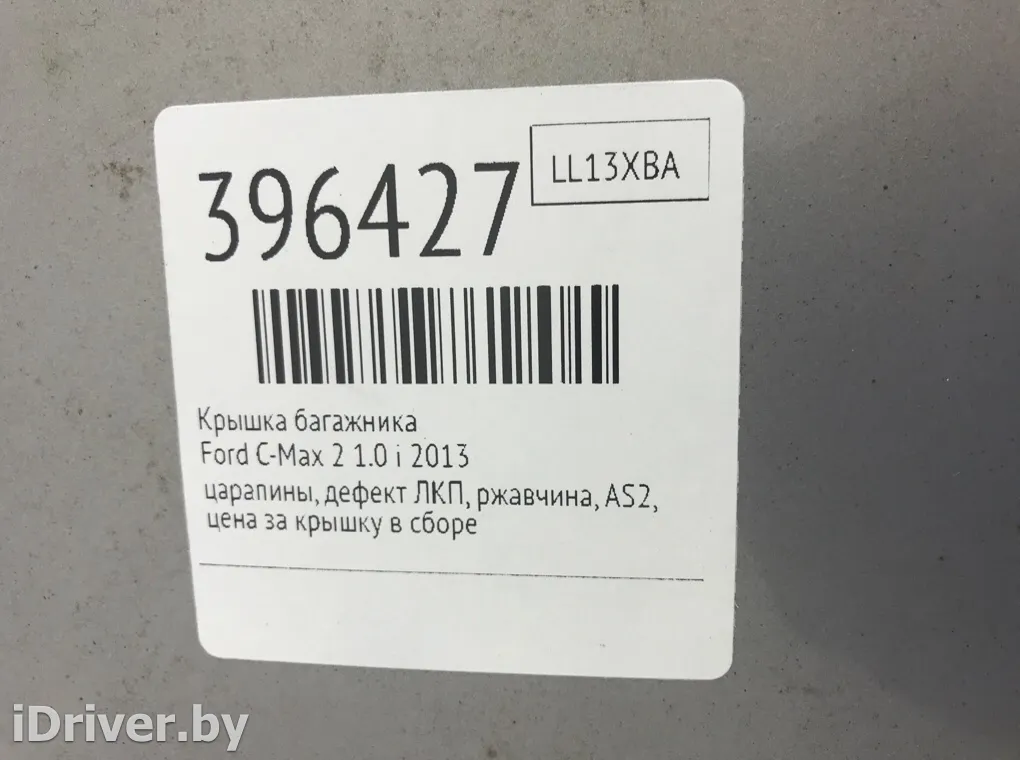 396427
LL13XBA
Крышка багажника
Ford C-Max 2 1.0 i 2013
царапины, дефект ЛКП, ржавчина, AS2,
цена за крышку в сборе
iDriver.by